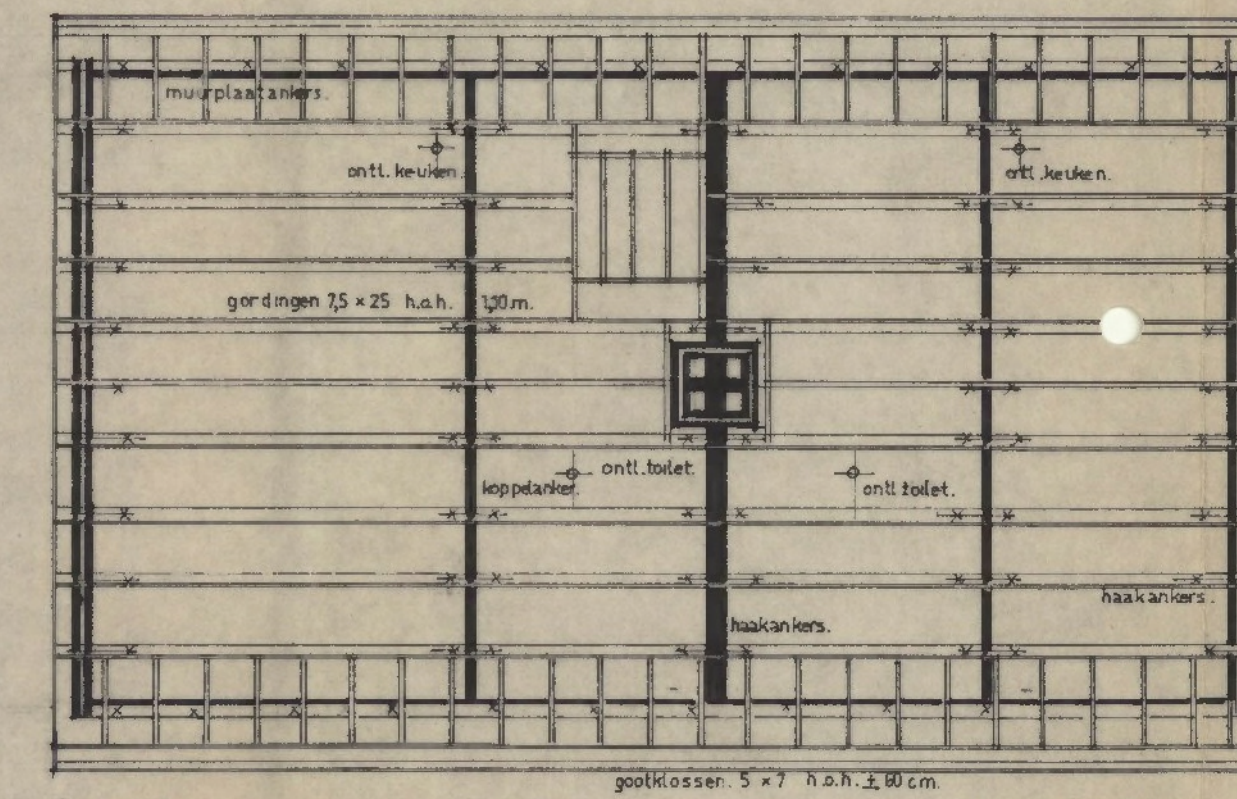 muurplaatankers.
ontl. keuken.
ontl. keuken.
gordingen 7,5 × 25 h.o.h. 1,10 m.
ontl. toilet.
koppelanker.
ontl. toilet.
haakankers.
haakankers.
gootklossen. 5 × 7 h.o.h. ± 60 cm.